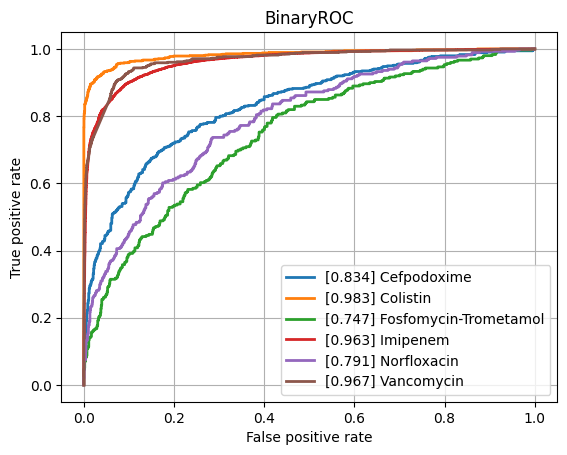 BinaryROC
True positive rate
1.0
0.8
0.6
0.4
0.2
0.0
[0.834] Cefpodoxime
[0.983] Colistin
[0.747] Fosfomycin-Trometamol
[0.963] Imipenem
[0.791] Norfloxacin
[0.967] Vancomycin
0.0 0.2 0.4 0.6 0.8 1.0
False positive rate